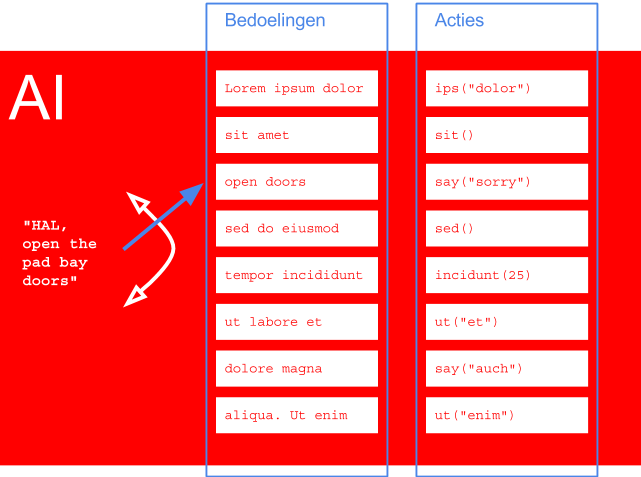 Bedoelingen
Acties
AI
Lorem ipsum dolor
ips("dolor")
sit amet
sit()
open doors
say("sorry")
sed do eiusmod
sed()
tempor incididunt
incidunt(25)
ut labore et
ut("et")
dolore magna
say("auch")
aliqua. Ut enim
ut("enim")
"HAL,
open the
pad bay
doors"